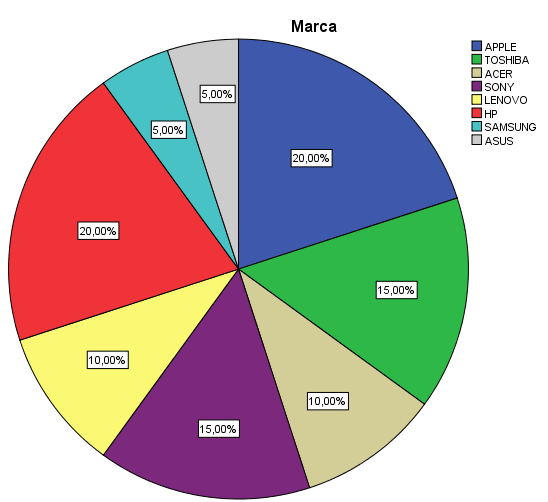 Marca
APPLE
TOSHIBA
ACER
SONY
LENOVO
HP
SAMSUNG
ASUS
5,00%
5,00%
20,00%
20,00%
15,00%
10,00%
10,00%
15,00%